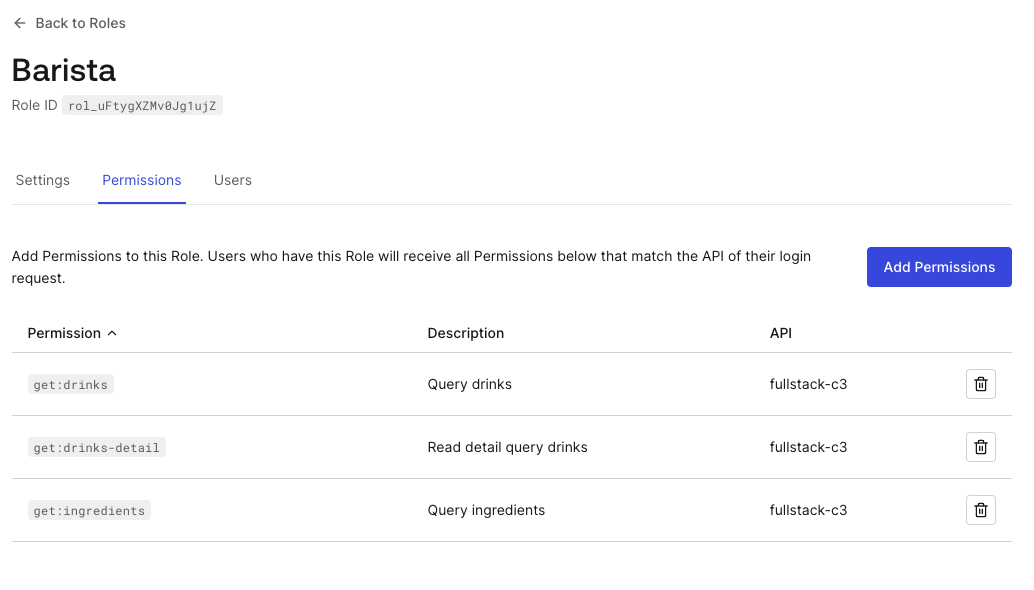 Back to Roles
Barista
Role ID rol_uFtygXZMv0Jg1ujZ
Settings Permissions Users
Add Permissions to this Role. Users who have this Role will receive all Permissions below that match the API of their login
request.
Add Permissions
Permission Description API
get:drinks Query drinks fullstack-c3
get:drinks-detail Read detail query drinks fullstack-c3
get:ingredients Query ingredients fullstack-c3